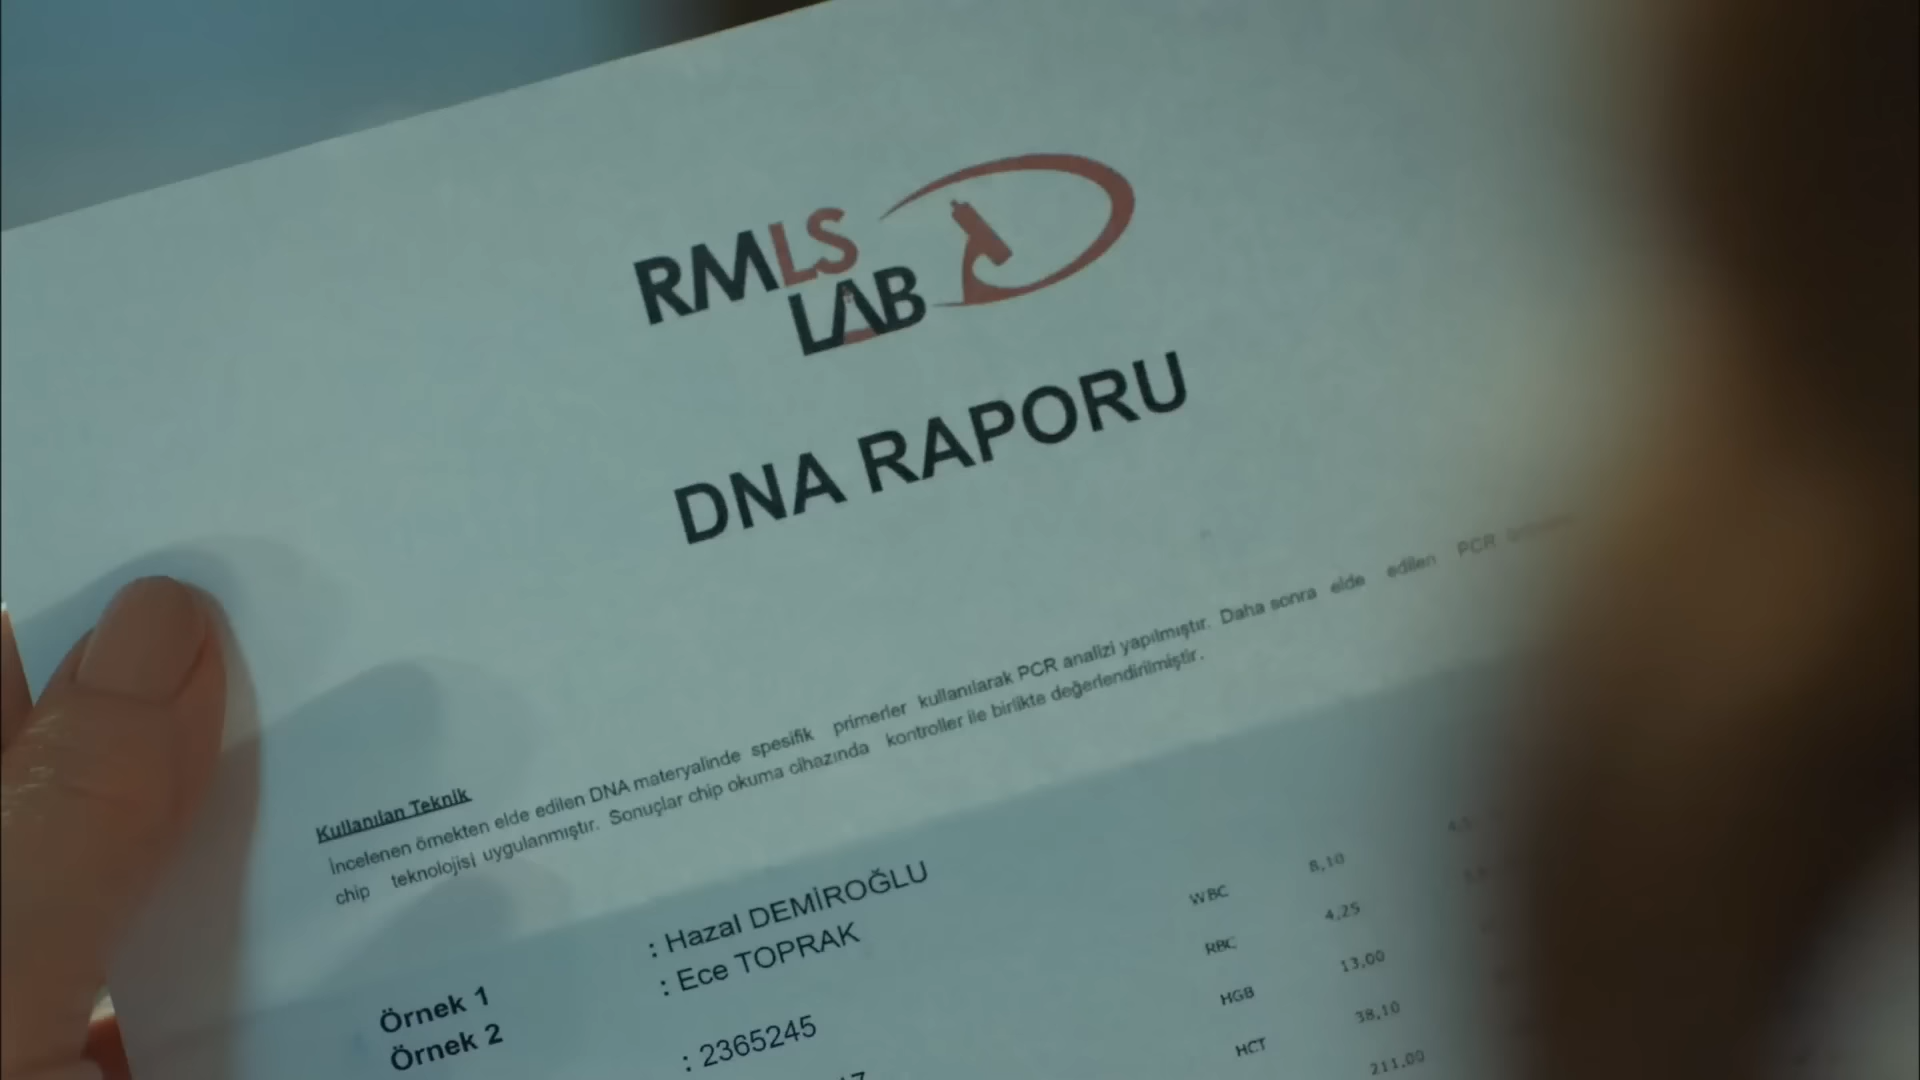 RMLS
LAB
DNA RAPORU
Kullanılan Teknik
İncelenen örnekten elde edilen DNA materyalinde spesifik primerler kullanılarak PCR analizi yapılmıştır. Daha sonra elde edilen PCR
chip teknolojisi uygulanmıştır. Sonuçlar chip okuma cihazında kontroller ile birlikte değerlendirilmiştir.
Örnek 1 : Hazal DEMİROĞLU
Örnek 2 : Ece TOPRAK
: 2365245
WBC 8,10
RBC 4,25
HGB 13,00
HCT 38,10
211,00